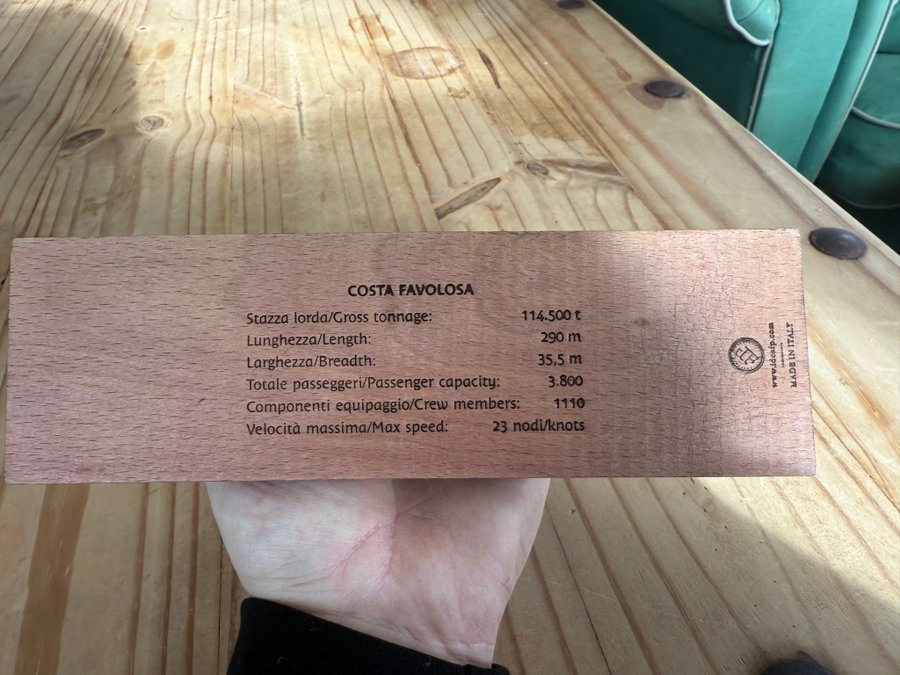 COSTA FAVOLOSA
Stazza lorda/Gross tonnage: 114.500 t
Lunghezza/Length: 290 m
Larghezza/Breadth: 35,5 m
Totale passeggeri/Passenger capacity: 3.800
Componenti equipaggio/Crew members: 1110
Velocità massima/Max speed: 23 nodi/knots
MADE IN ITALY